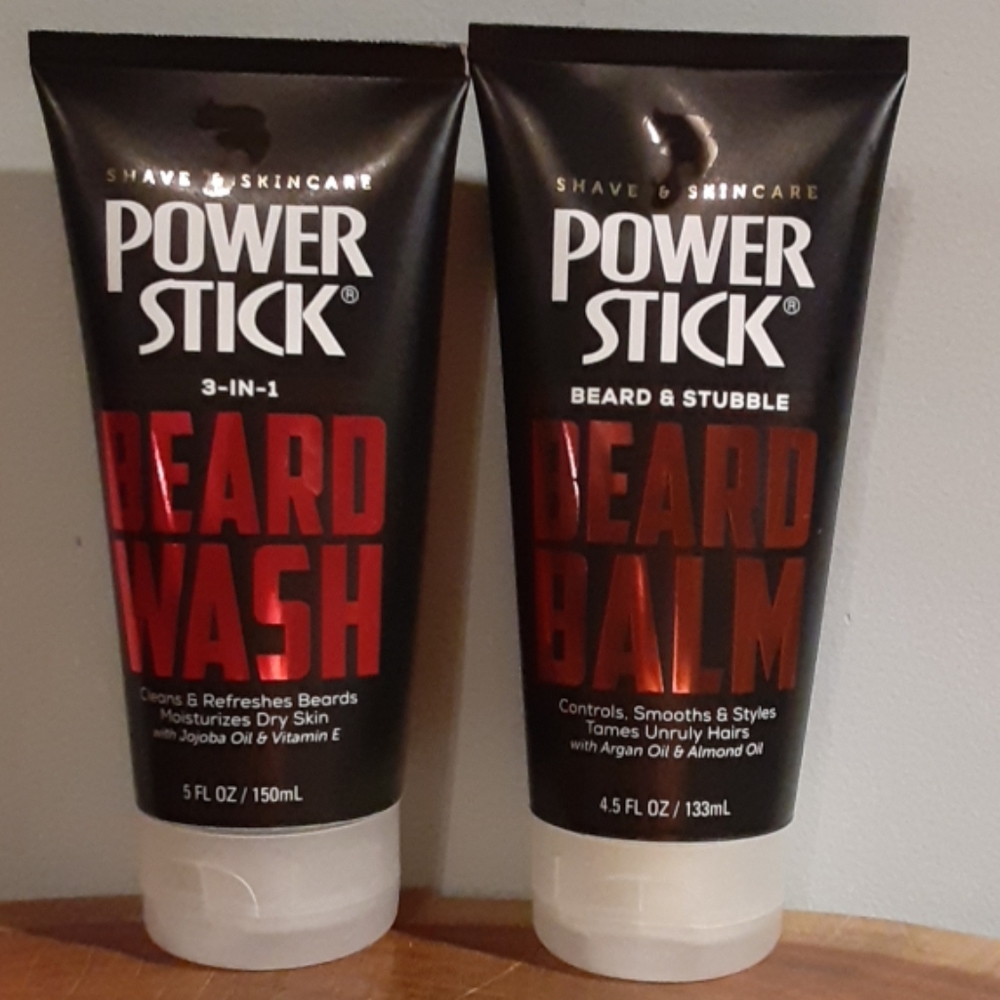 SHAVE & SKINCARE
POWER
STICK®
3-IN-1
BEARD
WASH
Cleans & Refreshes Beards
Moisturizes Dry Skin
with Jojoba Oil & Vitamin E
5 FL OZ / 150mL
SHAVE & SKINCARE
POWER
STICK®
BEARD & STUBBLE
BEARD
BALM
Controls, Smooths & Styles
Tames Unruly Hairs
with Argan Oil & Almond Oil
4.5 FL OZ / 133mL